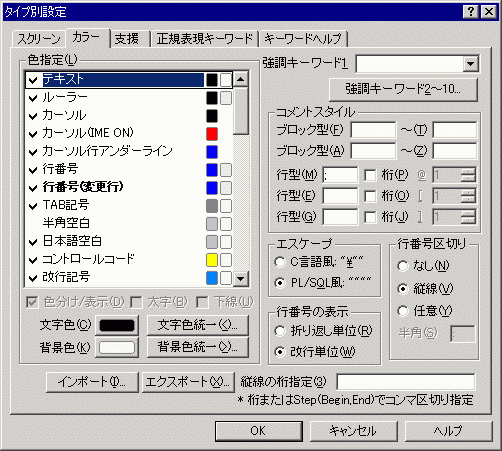 タイプ別設定
スクリーン カラー 支援 正規表現キーワード キーワードヘルプ
色指定(L)
テキスト
ルーラー
カーソル
カーソル(IME ON)
カーソル行アンダーライン
行番号
行番号(変更行)
TAB記号
半角空白
日本語空白
コントロールコード
改行記号
色分け/表示(D) 太字(B) 下線(U)
文字色(C) 文字色統一(<)...
背景色(K) 背景色統一(>)...
インポート(I)... エクスポート(X)...
強調キーワード1
強調キーワード2～10...
コメントスタイル
ブロック型(F) ～(T)
ブロック型(A) ～(Z)
行型(M) ; 桁(P) @ 1
行型(E) 桁(O) [ 1
行型(G) 桁(J) ] 1
エスケープ
C言語風: "¥""
PL/SQL風: """"
行番号の表示
折り返し単位(R)
改行単位(W)
行番号区切り
なし(N)
縦線(V)
任意(Y)
半角(S) :
縦線の桁指定(3)
* 桁またはStep(Begin,End)でコンマ区切り指定
OK キャンセル ヘルプ